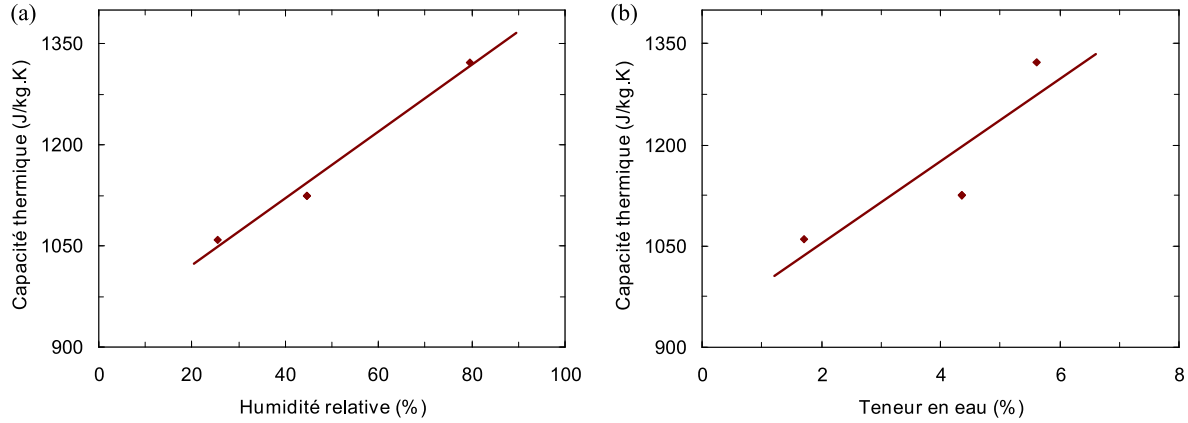 (a)
Capacité thermique (J/kg.K)
1350
1200
1050
900
0 20 40 60 80 100
Humidité relative (%)
(b)
Capacité thermique (J/kg.K)
1350
1200
1050
900
0 2 4 6 8
Teneur en eau (%)